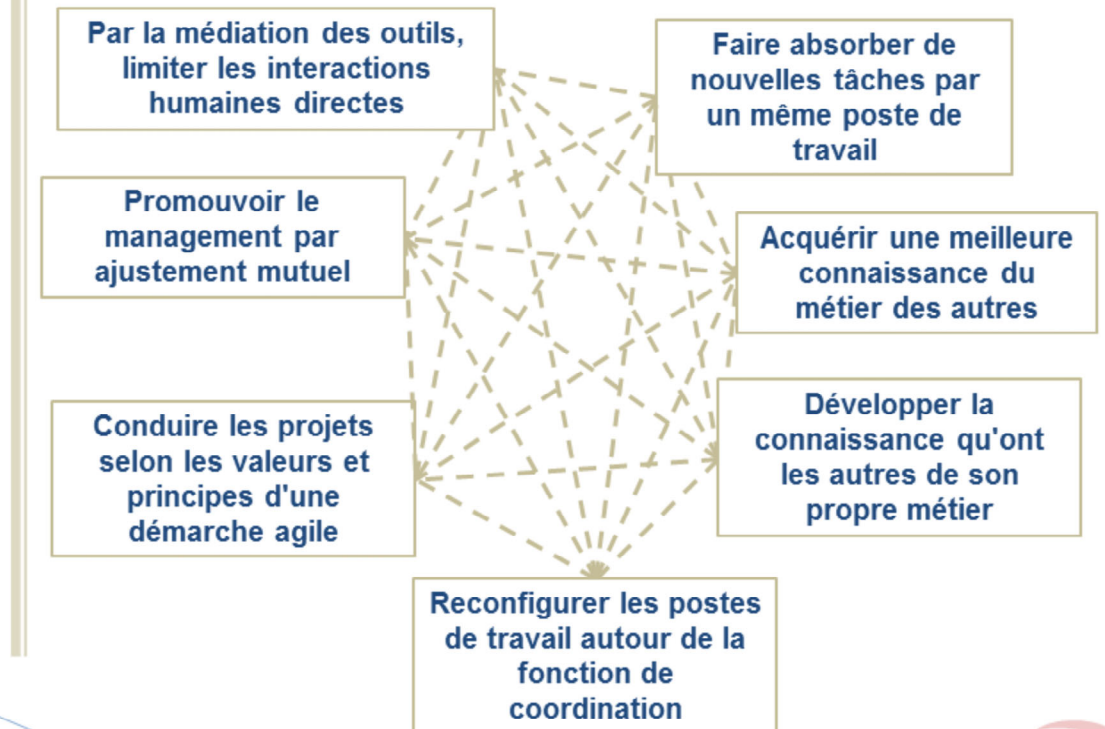 Par la médiation des outils,
limiter les interactions
humaines directes
Faire absorber de
nouvelles tâches par
un même poste de
travail
Promouvoir le
management par
ajustement mutuel
Acquérir une meilleure
connaissance du
métier des autres
Conduire les projets
selon les valeurs et
principes d'une
démarche agile
Développer la
connaissance qu'ont
les autres de son
propre métier
Reconfigurer les postes
de travail autour de la
fonction de
coordination